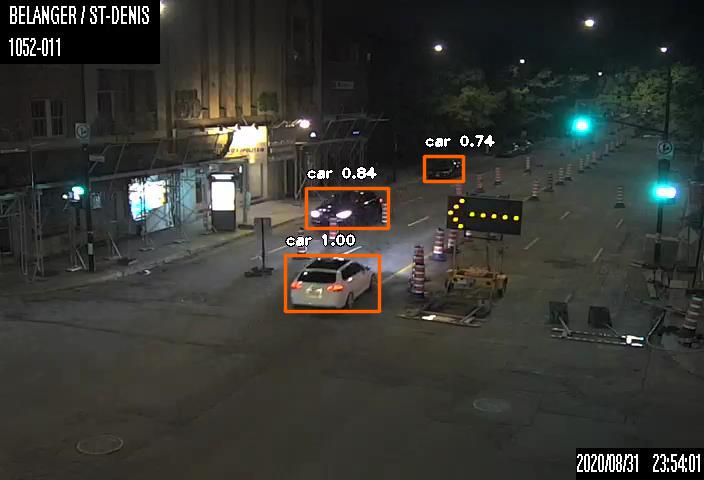 BELANGER / ST-DENIS
1052-011
car 0.74
car 0.84
car 1.00
2020/08/31 23:54:01